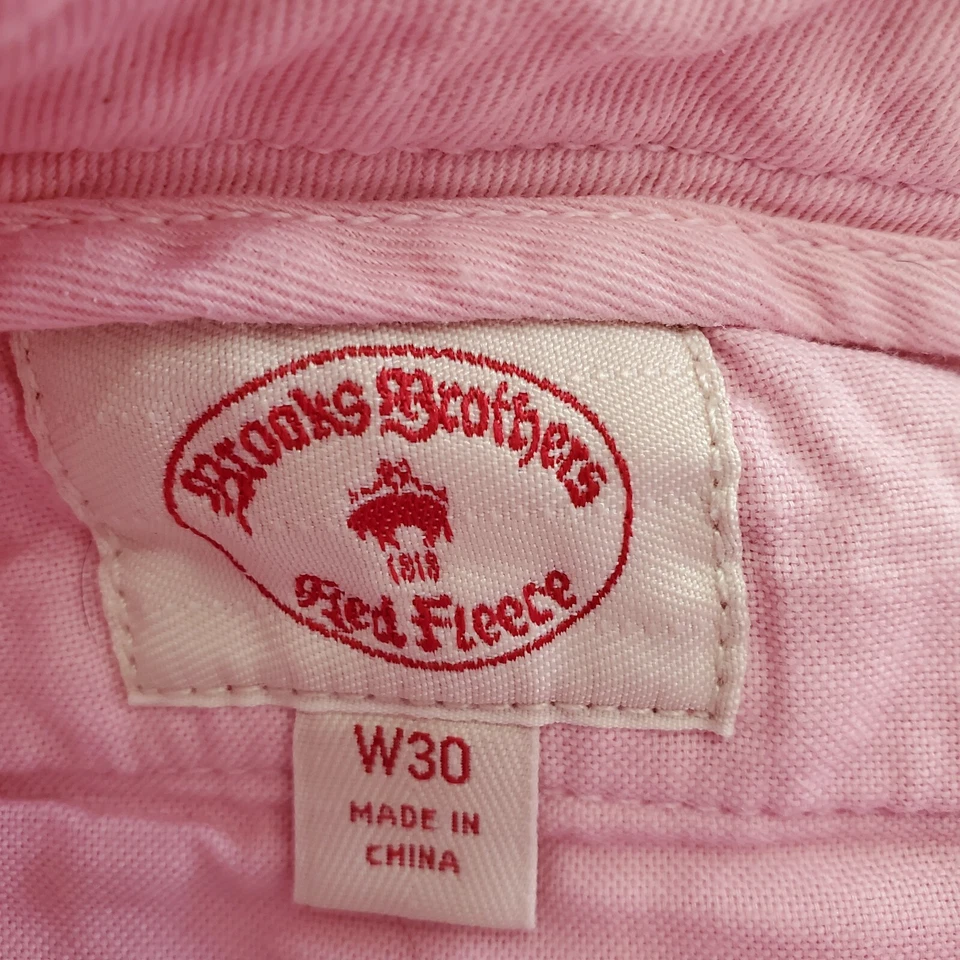 Brooks Brothers
1818
Red Fleece
W30
MADE IN
CHINA